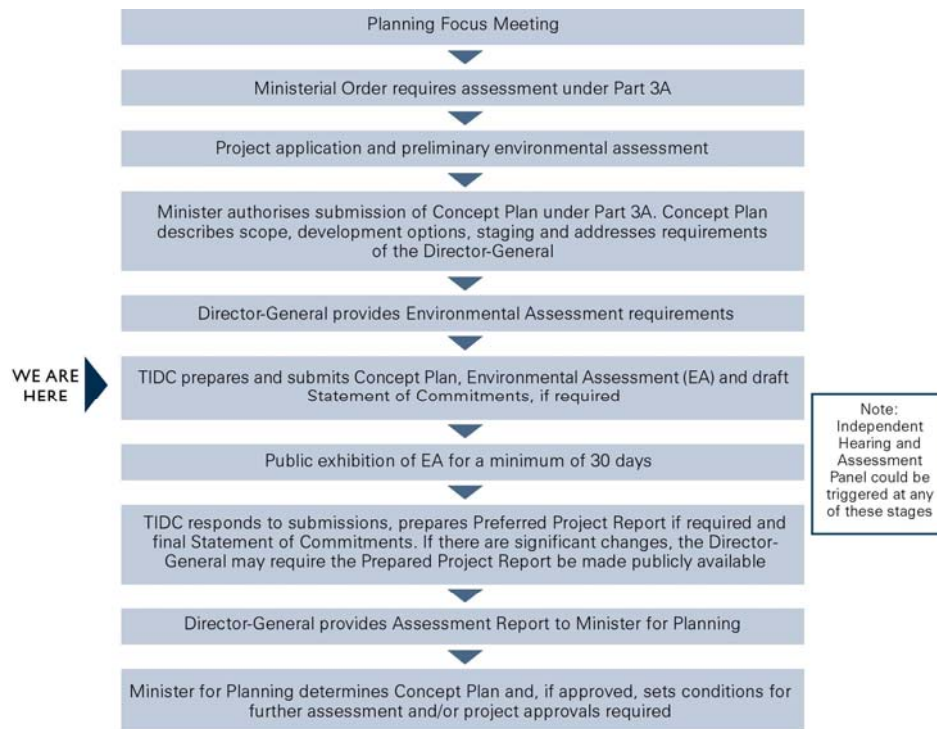 Planning Focus Meeting
Ministerial Order requires assessment under Part 3A
Project application and preliminary environmental assessment
Minister authorises submission of Concept Plan under Part 3A. Concept Plan
describes scope, development options, staging and addresses requirements
of the Director-General
Director-General provides Environmental Assessment requirements
WE ARE
HERE
TIDC prepares and submits Concept Plan, Environmental Assessment (EA) and draft
Statement of Commitments, if required
Public exhibition of EA for a minimum of 30 days
TIDC responds to submissions, prepares Preferred Project Report if required and
final Statement of Commitments. If there are significant changes, the Director-
General may require the Prepared Project Report be made publicly available
Director-General provides Assessment Report to Minister for Planning
Minister for Planning determines Concept Plan and, if approved, sets conditions for
further assessment and/or project approvals required
Note:
Independent
Hearing and
Assessment
Panel could be
triggered at any
of these stages